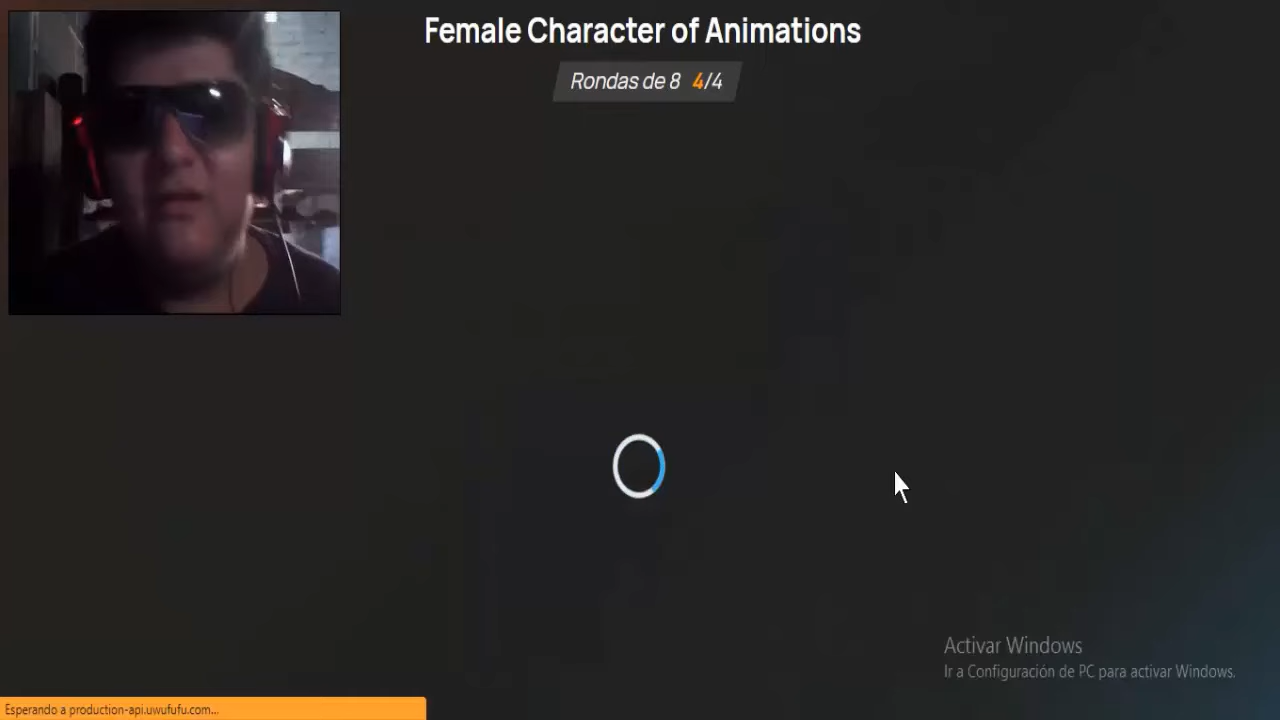 Female Character of Animations
Rondas de 8 4/4
Activar Windows
Ir a Configuración de PC para activar Windows.
Esperando a production-api.uwufufu.com...